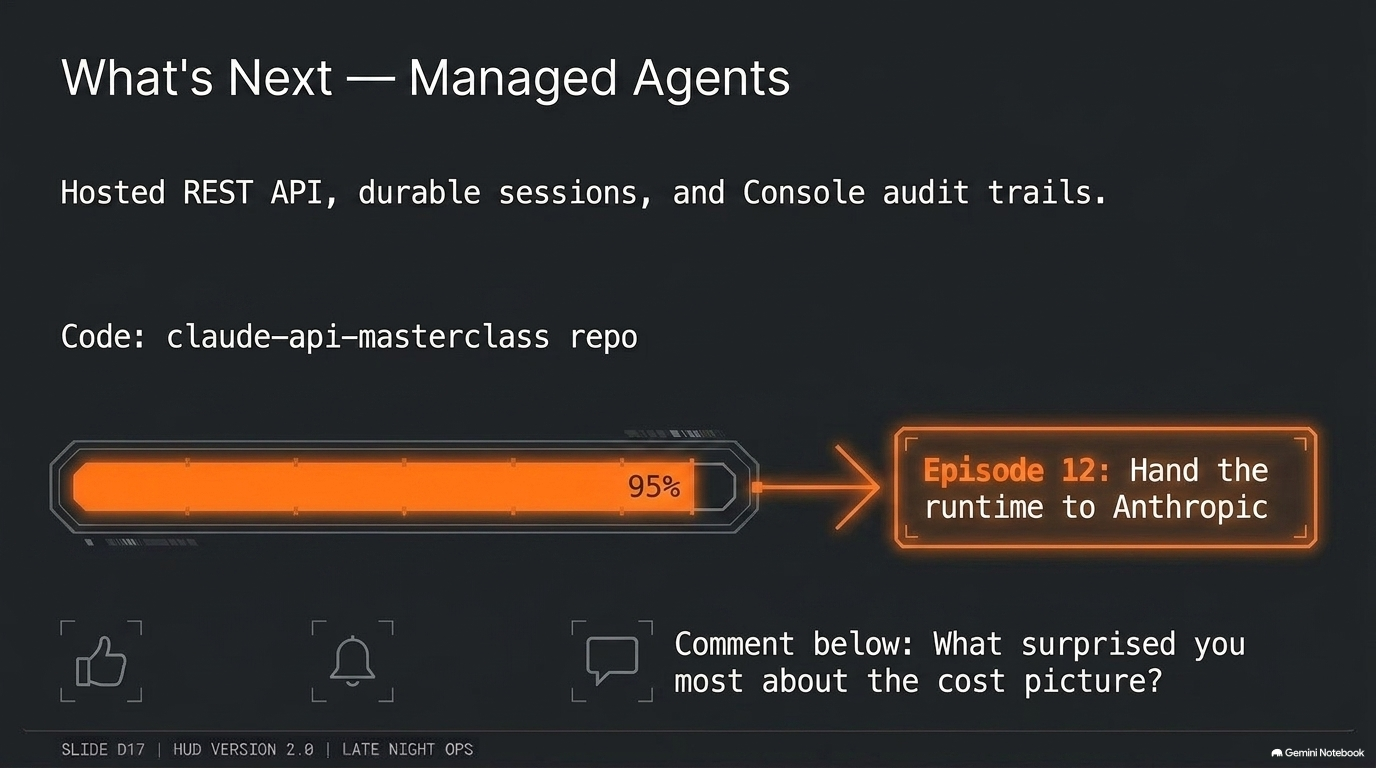 What's Next — Managed Agents
Hosted REST API, durable sessions, and Console audit trails.
Code: claude-api-masterclass repo
95%
Episode 12: Hand the
runtime to Anthropic
Comment below: What surprised you
most about the cost picture?
SLIDE D17 | HUD VERSION 2.0 | LATE NIGHT OPS
Gemini Notebook